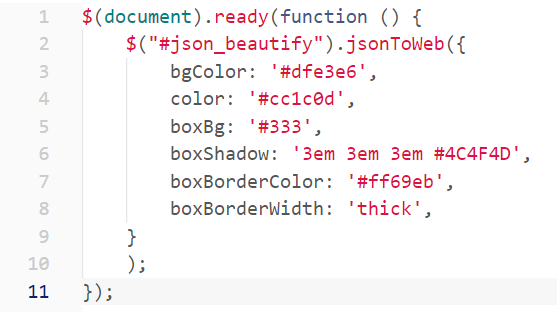 1 $(document).ready(function () {
2 $("#json_beautify").jsonToWeb({
3 bgColor: '#dfe3e6',
4 color: '#cc1c0d',
5 boxBg: '#333',
6 boxShadow: '3em 3em 3em #4C4F4D',
7 boxBorderColor: '#ff69eb',
8 boxBorderWidth: 'thick',
9 }
10 );
11 });